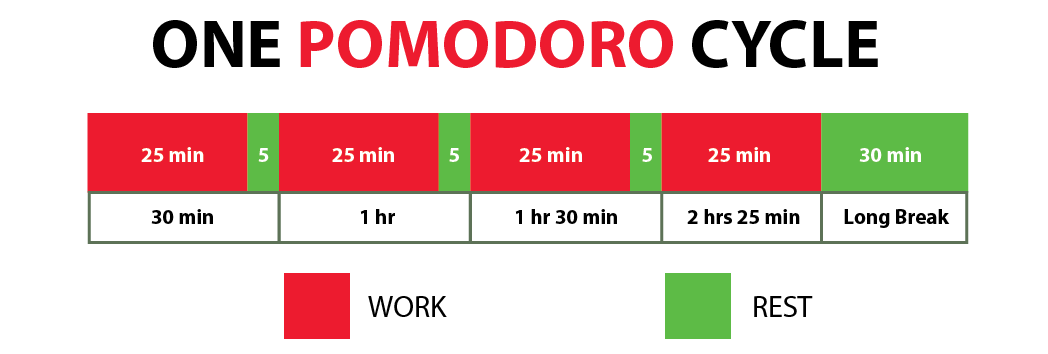 ONE POMODORO CYCLE
25 min 5 25 min 5 25 min 5 25 min 30 min
30 min 1 hr 1 hr 30 min 2 hrs 25 min Long Break
WORK REST